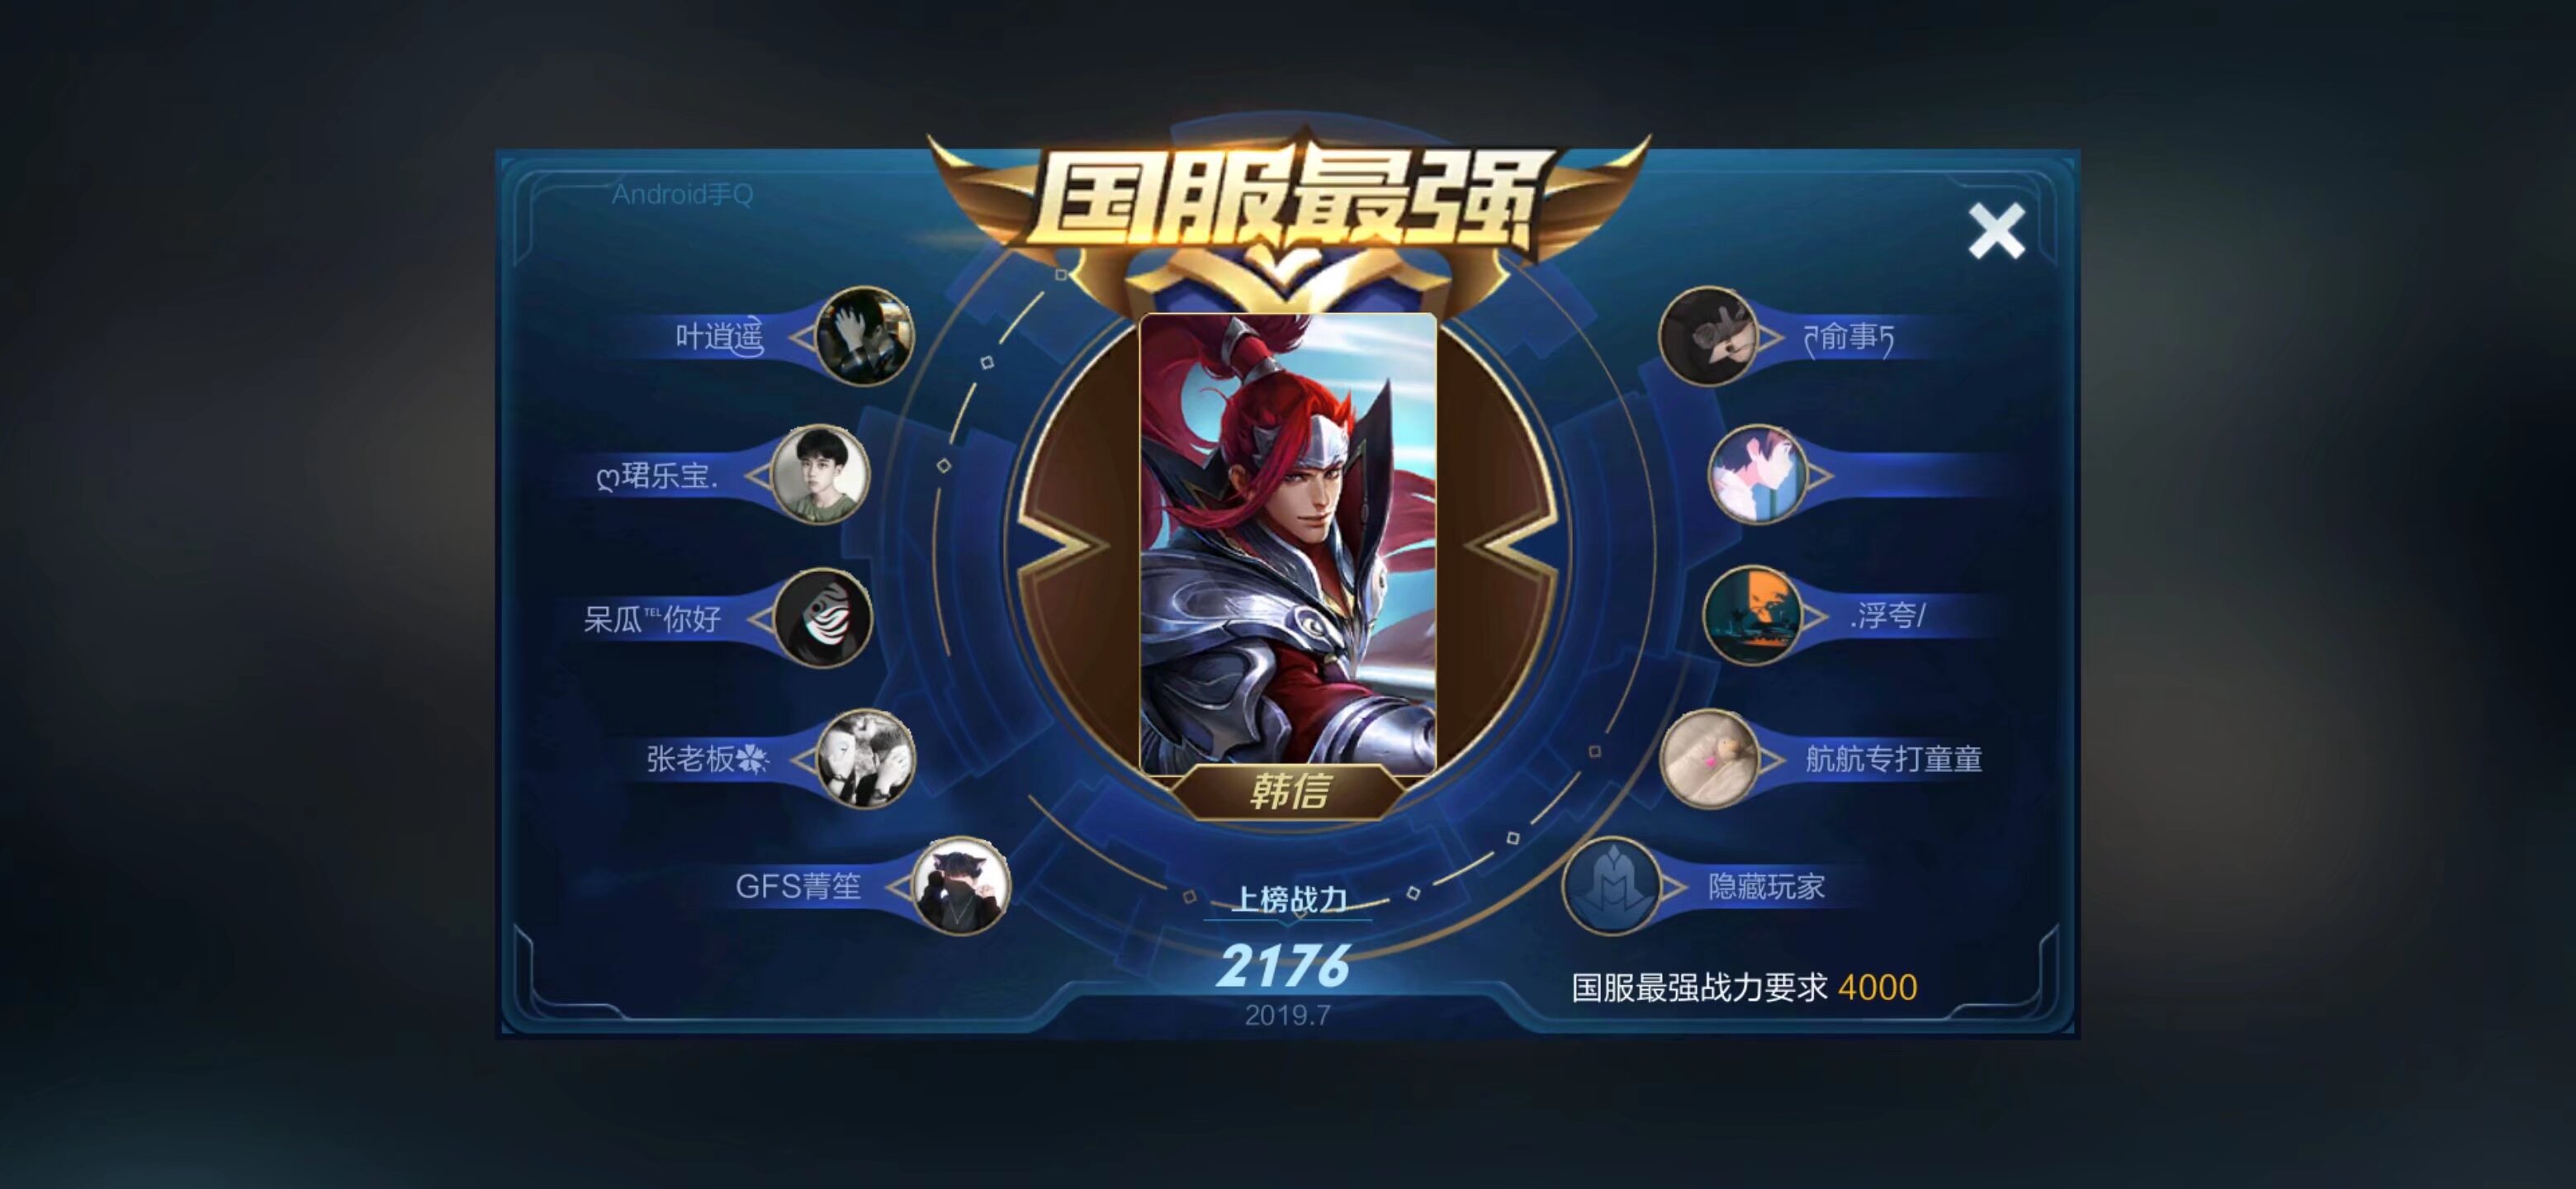 国服最强
Android手Q
叶逍遥
ღ珺乐宝.
呆瓜℡你好
张老板
GFS菁笙
俞事
.浮夸/
航航专打童童
隐藏玩家
韩信
上榜战力
2176
2019.7
国服最强战力要求 4000